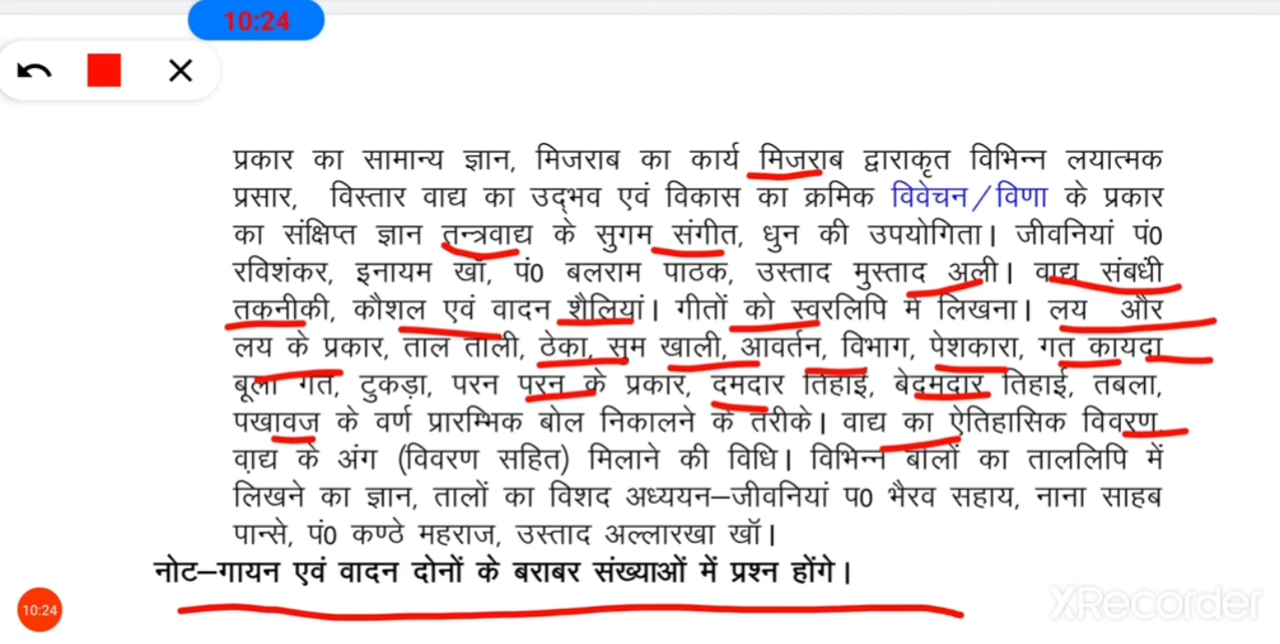 10:24
प्रकार का सामान्य ज्ञान, मिजराब का कार्य मिजराब द्वाराकृत विभिन्न लयात्मक
प्रसार, विस्तार वाद्य का उद्भव एवं विकास का क्रमिक विवेचन/विणा के प्रकार
का संक्षिप्त ज्ञान तन्त्रवाद्य के सुगम संगीत, धुन की उपयोगिता। जीवनियां पं0
रविशंकर, इनायम खॉ, पं0 बलराम पाठक, उस्ताद मुस्ताद अली। वाद्य संबधी
तकनीकी, कौशल एवं वादन शैलियां। गीतों को स्वरलिपि में लिखना। लय और
लय के प्रकार, ताल ताली, ठेका, सम खाली, आवर्तन, विभाग, पेशकारा, गत कायदा
बूला गत, टुकड़ा, परन परन के प्रकार, दमदार तिहाई, बेदमदार तिहाई, तबला,
पखावज के वर्ण प्रारम्भिक बोल निकालने के तरीके। वाद्य का ऐतिहासिक विवरण
वाद्य के अंग (विवरण सहित) मिलाने की विधि। विभिन्न बोलों का ताललिपि में
लिखने का ज्ञान, तालों का विशद अध्ययन–जीवनियां प0 भैरव सहाय, नाना साहब
पान्से, पं0 कण्ठे महराज, उस्ताद अल्लारखा खॉ।
नोट–गायन एवं वादन दोनों के बराबर संख्याओं में प्रश्न होंगे।
10:24
XRecorder